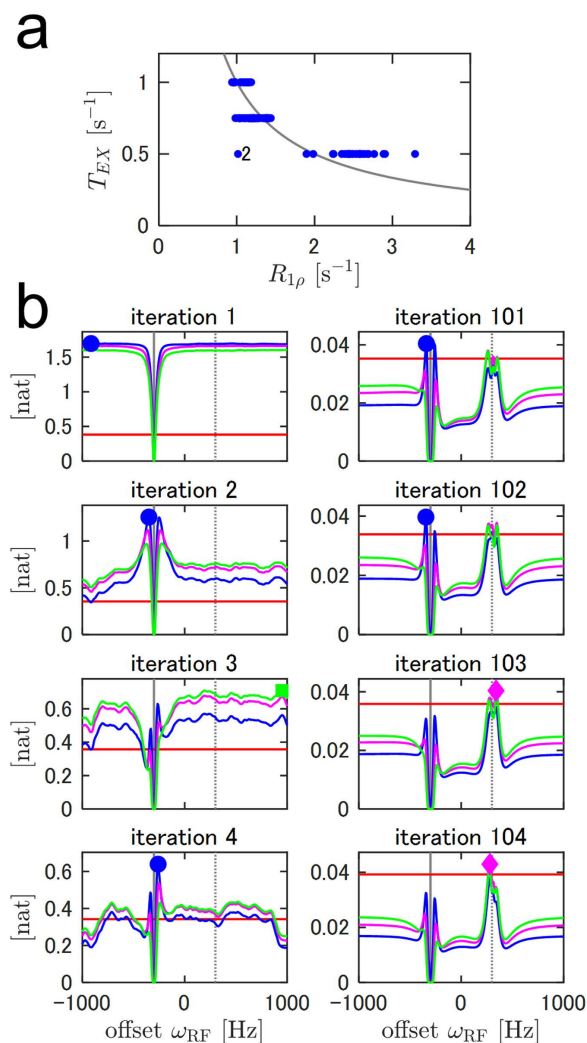 a
T_EX [s⁻¹]
1
0.5
0
2
0 1 2 3 4
R_1ρ [s⁻¹]
b
iteration 1
[nat]
1.5
1
0.5
0
iteration 101
0.04
0.02
0
iteration 2
[nat]
1
0.5
0
iteration 102
0.04
0.02
0
iteration 3
[nat]
0.6
0.4
0.2
0
iteration 103
0.04
0.02
0
iteration 4
[nat]
0.6
0.4
0.2
0
-1000 0 1000
offset ω_RF [Hz]
iteration 104
0.04
0.02
0
-1000 0 1000
offset ω_RF [Hz]